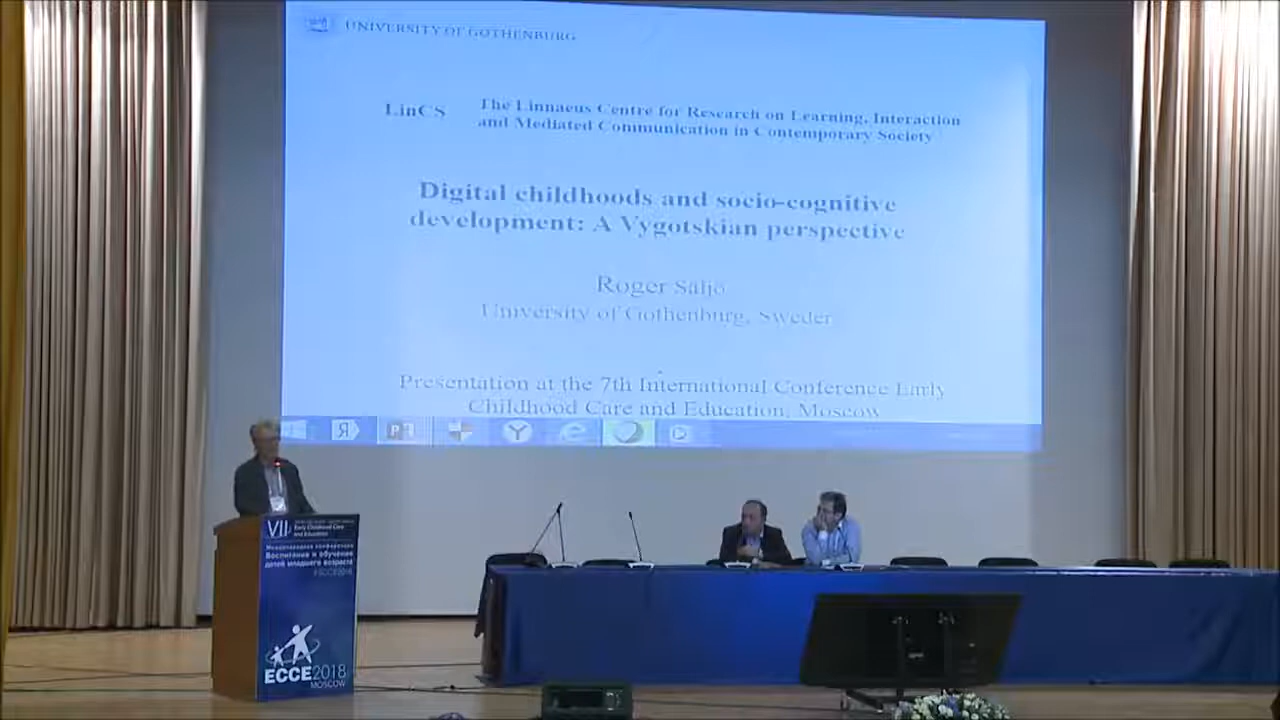 UNIVERSITY OF GOTHENBURG
LinCS
The Linnaeus Centre for Research on Learning, Interaction
and Mediated Communication in Contemporary Society
Digital childhoods and socio-cognitive
development: A Vygotskian perspective
Roger Säljö
University of Gothenburg, Sweden
Presentation at the 7th International Conference Early
Childhood Care and Education, Moscow
VII
Early Childhood Care
and Education
Международная конференция
Воспитание и обучение
детей младшего возраста
ECCE2018
ECCE2018
MOSCOW